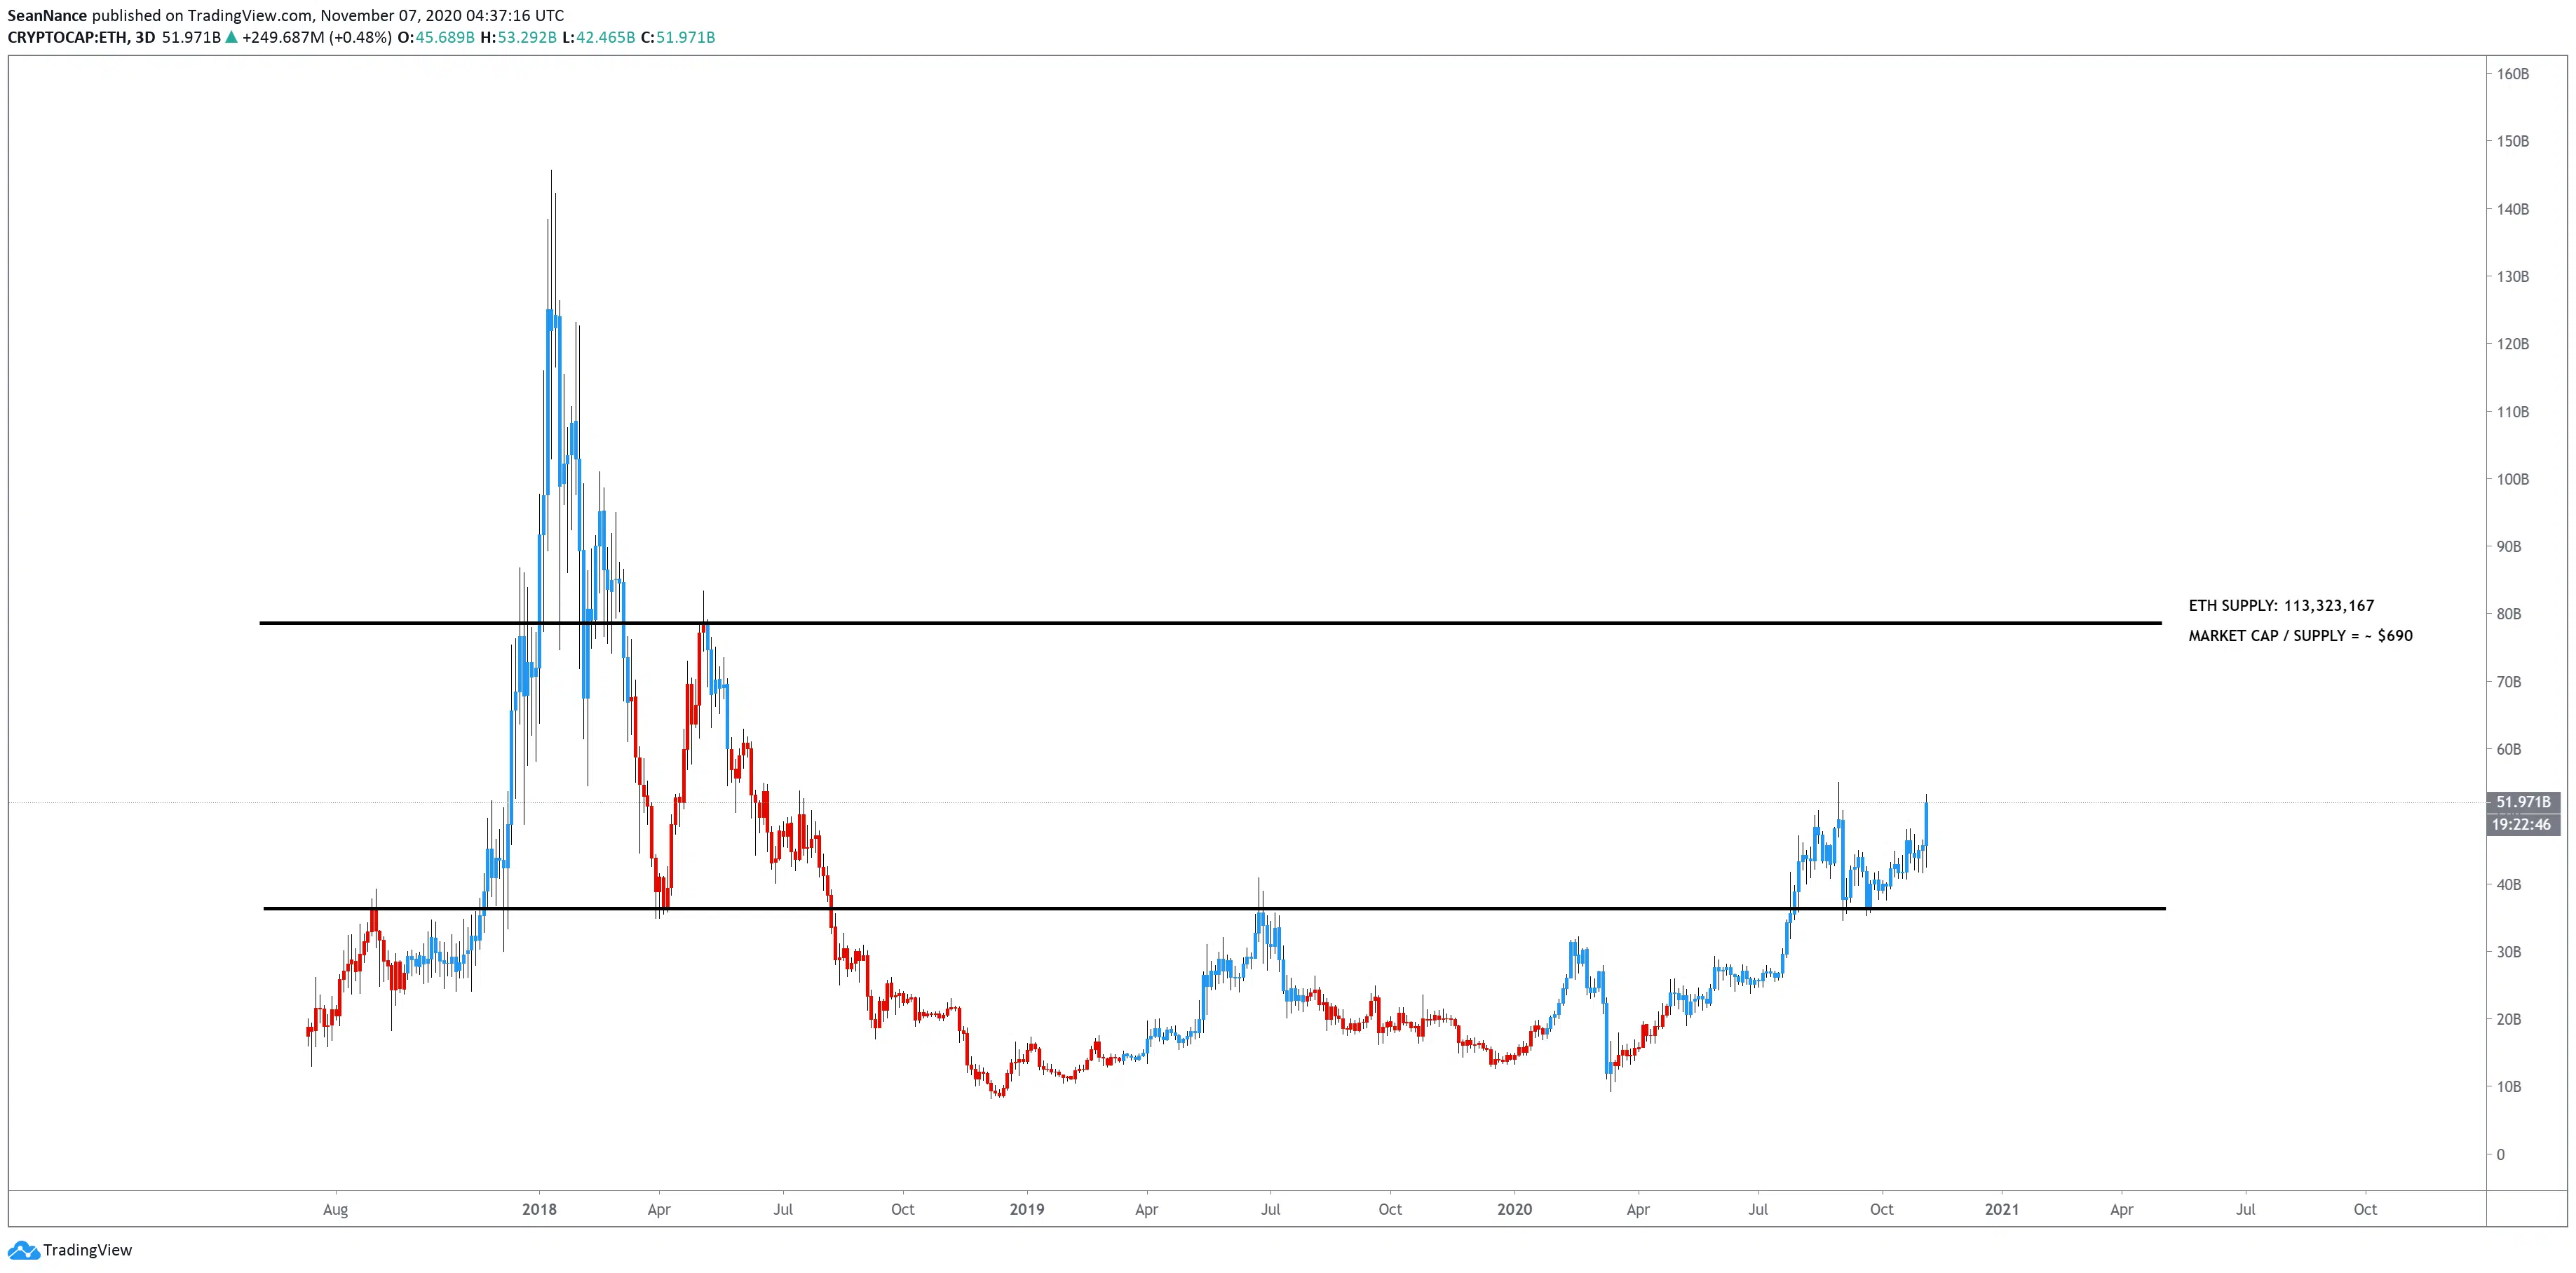 SeanNance published on TradingView.com, November 07, 2020 04:37:16 UTC
CRYPTOCAP:ETH, 3D 51.971B ▲ +249.687M (+0.48%) O:45.689B H:53.292B L:42.465B C:51.971B
160B
150B
140B
130B
120B
110B
100B
90B
ETH SUPPLY: 113,323,167
80B
MARKET CAP / SUPPLY = ~ $690
70B
60B
51.971B
19:22:46
40B
30B
20B
10B
0
Aug 2018 Apr Jul Oct 2019 Apr Jul Oct 2020 Apr Jul Oct 2021 Apr Jul Oct
TradingView